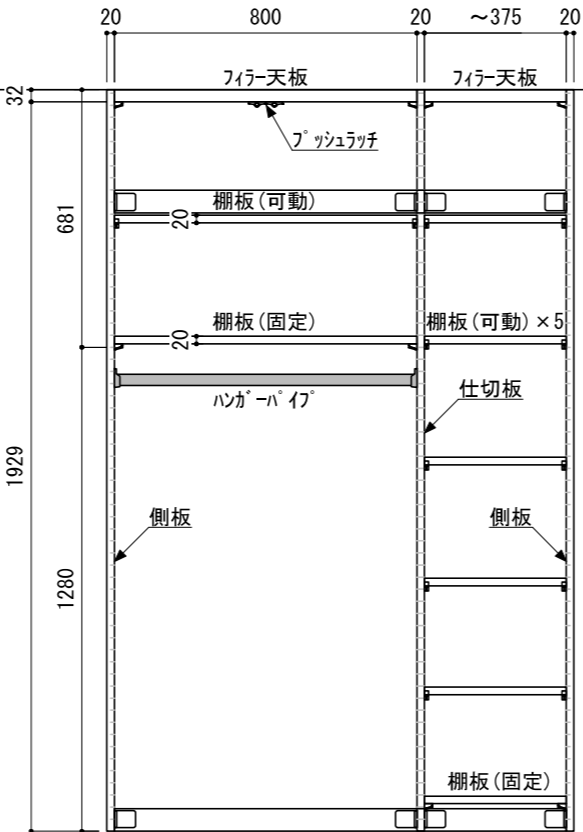 20 800 20 ～375 20
フィラー天板 フィラー天板
32
プッシュラッチ
棚板(可動)
681
20
棚板(固定) 棚板(可動)×5
20
ハンガーパイプ 仕切板
1929
側板 側板
1280
棚板(固定)